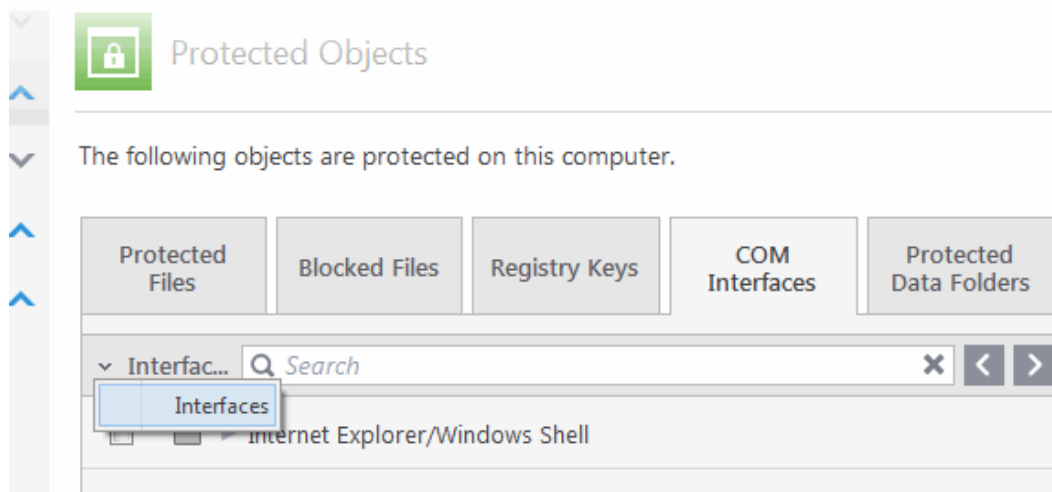 Protected Objects
The following objects are protected on this computer.
Protected
Files
Blocked Files
Registry Keys
COM
Interfaces
Protected
Data Folders
Interfac...
Search
Interfaces
Internet Explorer/Windows Shell